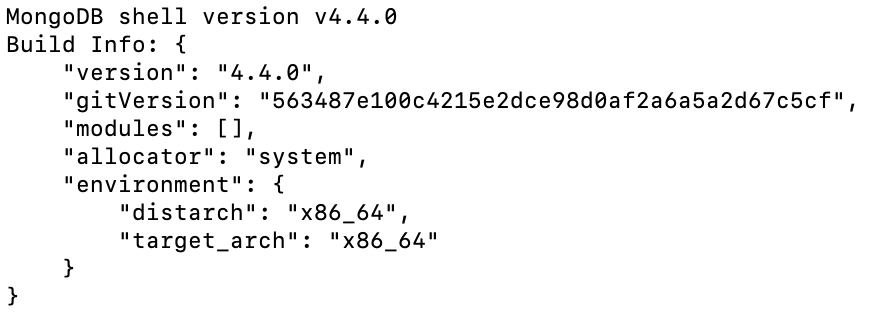 MongoDB shell version v4.4.0
Build Info: {
    "version": "4.4.0",
    "gitVersion": "563487e100c4215e2dce98d0af2a6a5a2d67c5cf",
    "modules": [],
    "allocator": "system",
    "environment": {
        "distarch": "x86_64",
        "target_arch": "x86_64"
    }
}